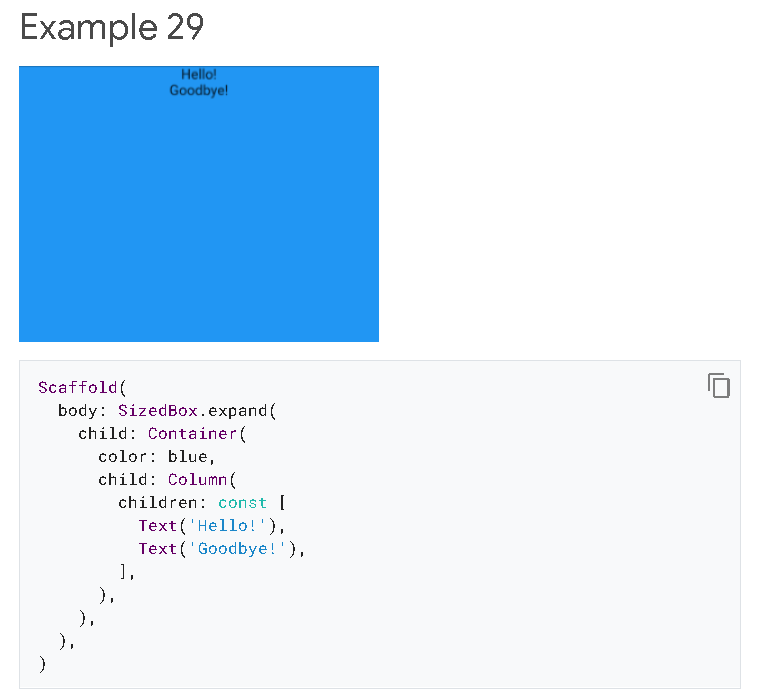 Example 29
Hello!
Goodbye!
Scaffold(
  body: SizedBox.expand(
    child: Container(
      color: blue,
      child: Column(
        children: const [
          Text('Hello!'),
          Text('Goodbye!'),
        ],
      ),
    ),
  ),
)